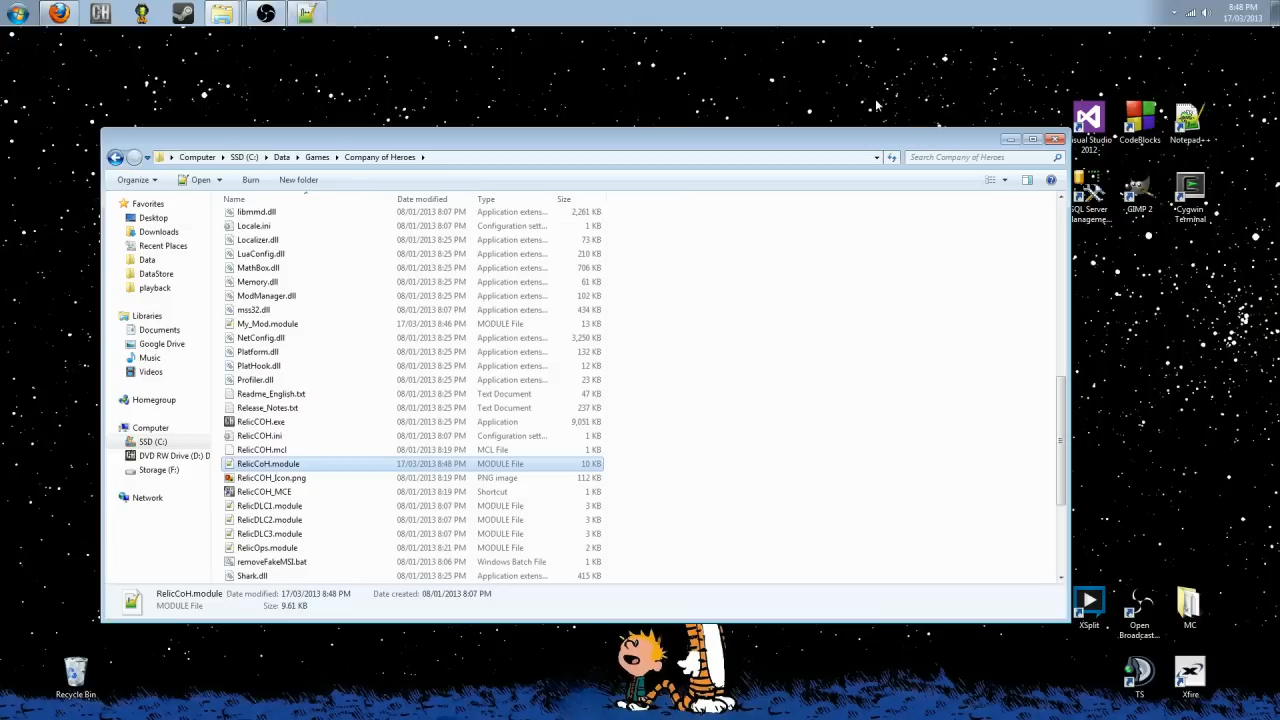 8:48 PM
17/03/2013
Visual Studio 2012
CodeBlocks
Notepad++
Computer SSD (C:) Data Games Company of Heroes
Search Company of Heroes
Organize Open Burn New folder
Name Date modified Type Size
Favorites
Desktop
Downloads
Recent Places
Data
DataStore
playback
Libraries
Documents
Google Drive
Music
Videos
Homegroup
Computer
SSD (C:)
DVD RW Drive (D:) D
Storage (F:)
Network
libmmd.dll 08/01/2013 8:07 PM Application extens... 2,261 KB
Locale.ini 08/01/2013 8:07 PM Configuration sett... 1 KB
Localizer.dll 08/01/2013 8:25 PM Application extens... 73 KB
LuaConfig.dll 08/01/2013 8:25 PM Application extens... 210 KB
MathBox.dll 08/01/2013 8:25 PM Application extens... 706 KB
Memory.dll 08/01/2013 8:25 PM Application extens... 61 KB
ModManager.dll 08/01/2013 8:25 PM Application extens... 102 KB
mss32.dll 08/01/2013 8:07 PM Application extens... 434 KB
My_Mod.module 17/03/2013 8:46 PM MODULE File 13 KB
NetConfig.dll 08/01/2013 8:25 PM Application extens... 3,250 KB
Platform.dll 08/01/2013 8:25 PM Application extens... 132 KB
PlatHook.dll 08/01/2013 8:25 PM Application extens... 12 KB
Profiler.dll 08/01/2013 8:25 PM Application extens... 23 KB
Readme_English.txt 08/01/2013 8:25 PM Text Document 47 KB
Release_Notes.txt 08/01/2013 8:25 PM Text Document 237 KB
RelicCOH.exe 08/01/2013 8:25 PM Application 9,051 KB
RelicCOH.ini 08/01/2013 8:07 PM Configuration sett... 1 KB
RelicCOH.mcl 08/01/2013 8:19 PM MCL File 1 KB
RelicCoH.module 17/03/2013 8:48 PM MODULE File 10 KB
RelicCOH_Icon.png 08/01/2013 8:19 PM PNG image 112 KB
RelicCOH_MCE 08/01/2013 8:19 PM Shortcut 1 KB
RelicDLC1.module 08/01/2013 8:07 PM MODULE File 3 KB
RelicDLC2.module 08/01/2013 8:07 PM MODULE File 3 KB
RelicDLC3.module 08/01/2013 8:07 PM MODULE File 3 KB
RelicOps.module 08/01/2013 8:21 PM MODULE File 2 KB
removeFakeMSI.bat 08/01/2013 8:06 PM Windows Batch File 1 KB
Shark.dll 08/01/2013 8:25 PM Application extens... 415 KB
RelicCoH.module Date modified: 17/03/2013 8:48 PM Date created: 08/01/2013 8:07 PM
MODULE File Size: 9.61 KB
SQL Server Manageme...
GIMP 2
Cygwin Terminal
XSplit
Open Broadcast...
MC
TS
Xfire
Recycle Bin